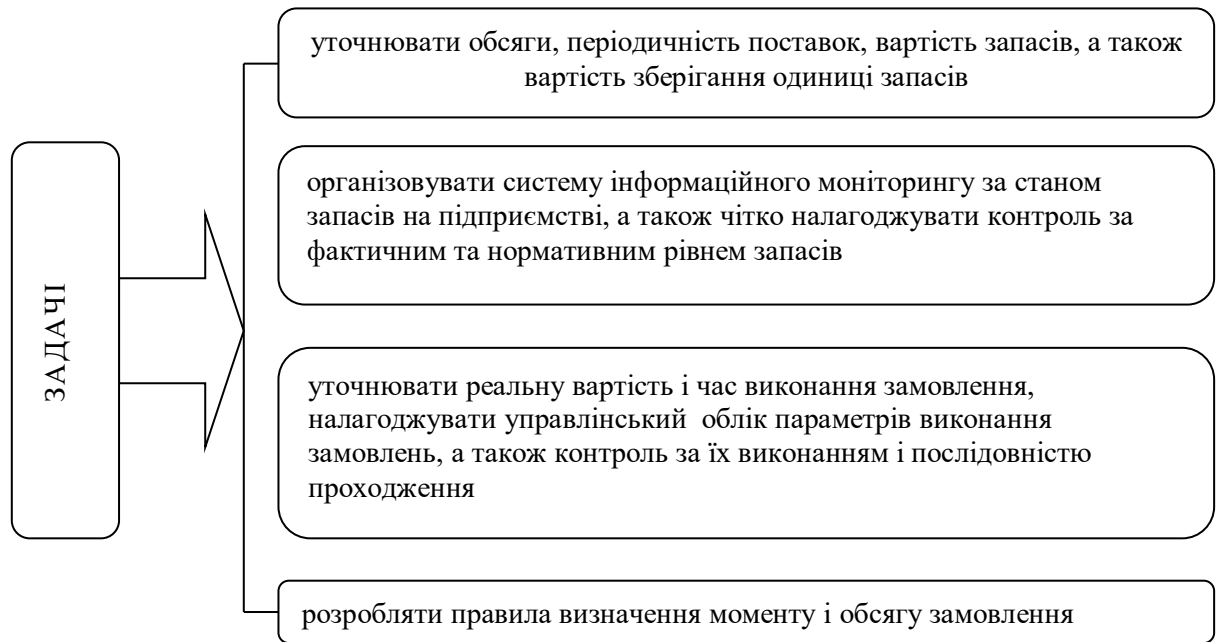 ЗАДАЧІ
уточнювати обсяги, періодичність поставок, вартість запасів, а також
вартість зберігання одиниці запасів
організовувати систему інформаційного моніторингу за станом
запасів на підприємстві, а також чітко налагоджувати контроль за
фактичним та нормативним рівнем запасів
уточнювати реальну вартість і час виконання замовлення,
налагоджувати управлінський облік параметрів виконання
замовлень, а також контроль за їх виконанням і послідовністю
проходження
розробляти правила визначення моменту і обсягу замовлення